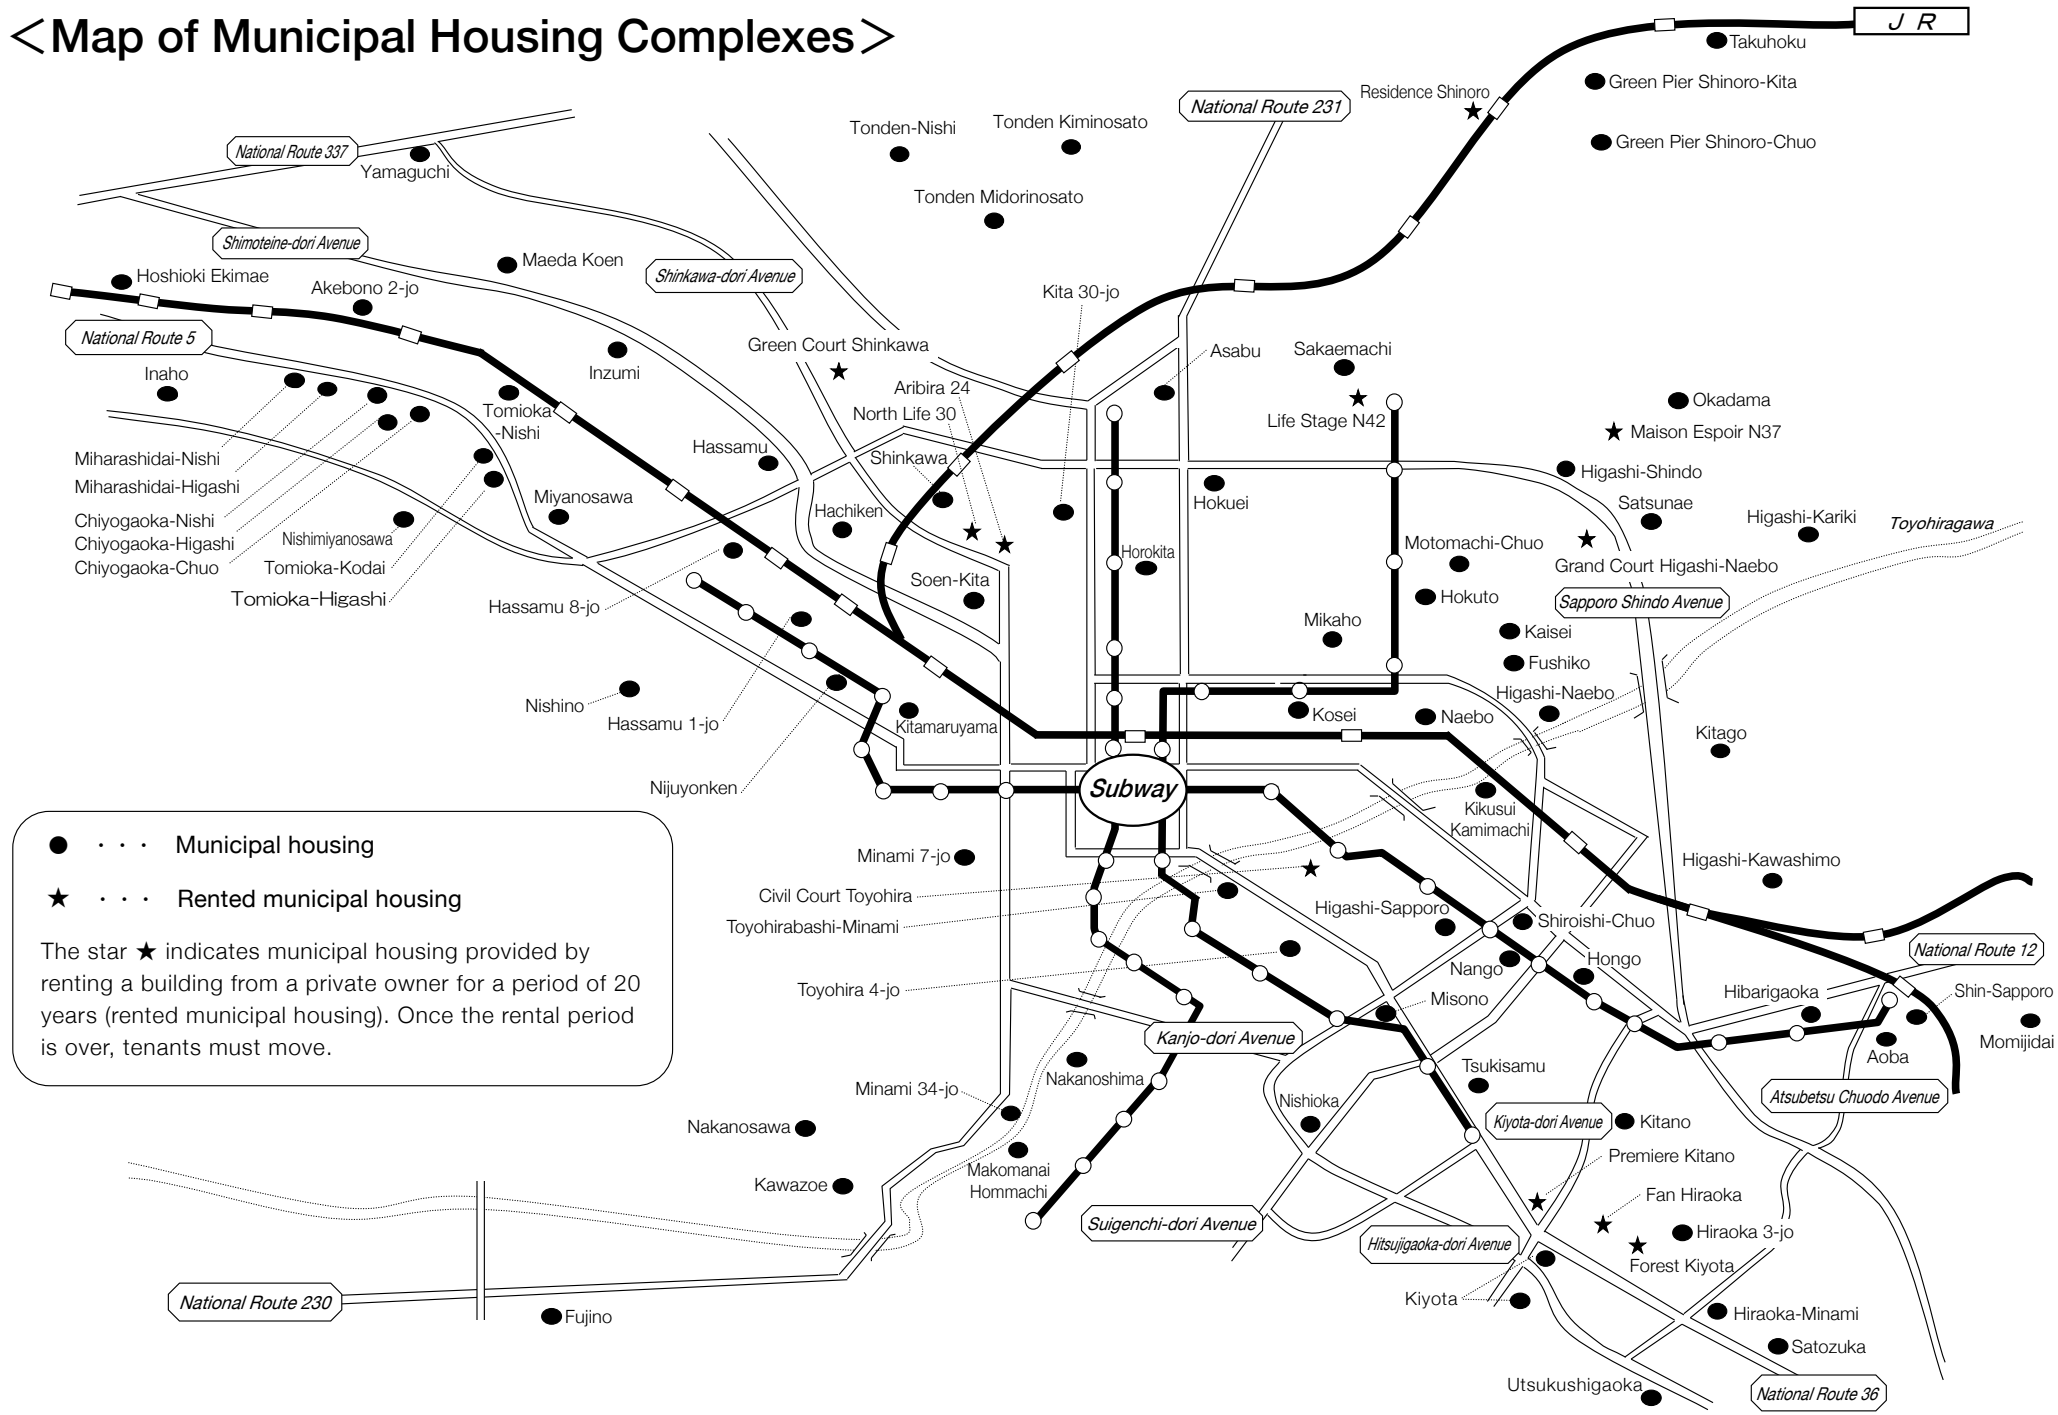 <Map of Municipal Housing Complexes>
J R
Takuhoku
Green Pier Shinoro-Kita
Residence Shinoro
National Route 231
Green Pier Shinoro-Chuo
Tonden-Nishi
Tonden Kiminosato
Tonden Midorinosato
National Route 337
Yamaguchi
Shimoteine-dori Avenue
Maeda Koen
Shinkawa-dori Avenue
Hoshioki Ekimae
Akebono 2-jo
Kita 30-jo
National Route 5
Green Court Shinkawa
Asabu
Sakaemachi
Inaho
Inzumi
Aribira 24
North Life 30
Tomioka
-Nishi
Life Stage N42
Okadama
Maison Espoir N37
Hassamu
Shinkawa
Miharashidai-Nishi
Miharashidai-Higashi
Higashi-Shindo
Hokuei
Satsunae
Miyanosawa
Hachiken
Higashi-Kariki
Toyohiragawa
Chiyogaoka-Nishi
Chiyogaoka-Higashi
Chiyogaoka-Chuo
Nishimiyanosawa
Tomioka-Kodai
Tomioka-Higashi
Hassamu 8-jo
Soen-Kita
Horokita
Motomachi-Chuo
Grand Court Higashi-Naebo
Hokuto
Sapporo Shindo Avenue
Mikaho
Kaisei
Fushiko
Higashi-Naebo
Nishino
Hassamu 1-jo
Kitamaruyama
Kosei
Naebo
Kitago
Nijuyonken
Subway
Kikusui
Kamimachi
Municipal housing
Rented municipal housing
The star ★ indicates municipal housing provided by
renting a building from a private owner for a period of 20
years (rented municipal housing). Once the rental period
is over, tenants must move.
Minami 7-jo
Civil Court Toyohira
Toyohirabashi-Minami
Higashi-Kawashimo
Higashi-Sapporo
Shiroishi-Chuo
Nango
Hongo
National Route 12
Toyohira 4-jo
Misono
Hibarigaoka
Shin-Sapporo
Momijidai
Aoba
Kanjo-dori Avenue
Nakanoshima
Tsukisamu
Atsubetsu Chuodo Avenue
Minami 34-jo
Nishioka
Kiyota-dori Avenue
Kitano
Nakanosawa
Premiere Kitano
Makomanai
Hommachi
Kawazoe
Fan Hiraoka
Suigenchi-dori Avenue
Hitsujigaoka-dori Avenue
Hiraoka 3-jo
Forest Kiyota
National Route 230
Fujino
Kiyota
Hiraoka-Minami
Satozuka
Utsukushigaoka
National Route 36